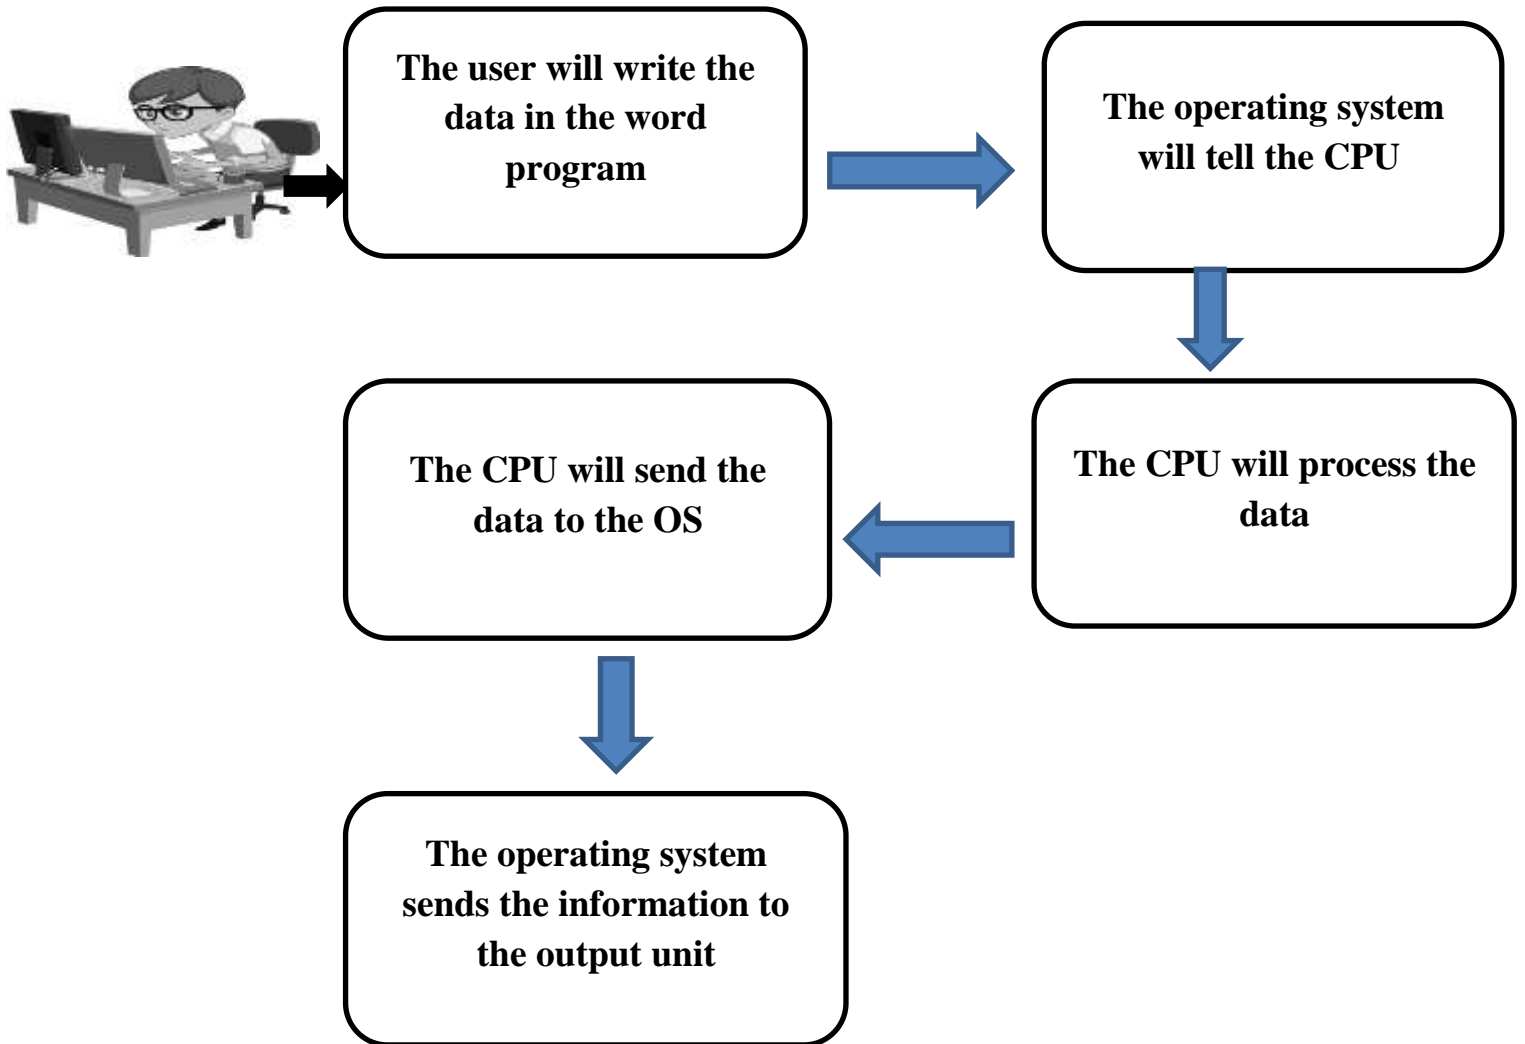 The user will write the
data in the word
program
The operating system
will tell the CPU
The CPU will process the
data
The CPU will send the
data to the OS
The operating system
sends the information to
the output unit